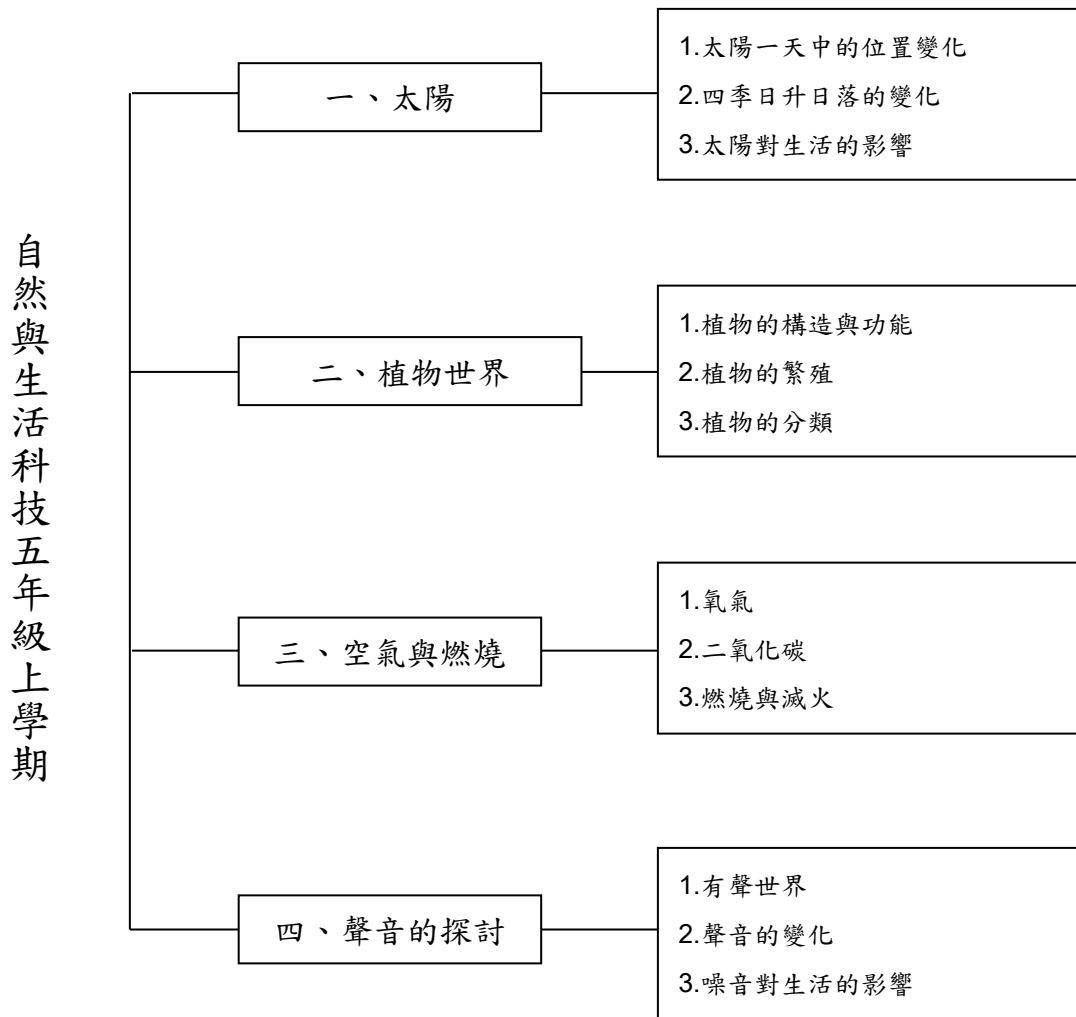 自然與生活科技五年級上學期
一、太陽
1.太陽一天中的位置變化
2.四季日升日落的變化
3.太陽對生活的影響
二、植物世界
1.植物的構造與功能
2.植物的繁殖
3.植物的分類
三、空氣與燃燒
1.氧氣
2.二氧化碳
3.燃燒與滅火
四、聲音的探討
1.有聲世界
2.聲音的變化
3.噪音對生活的影響